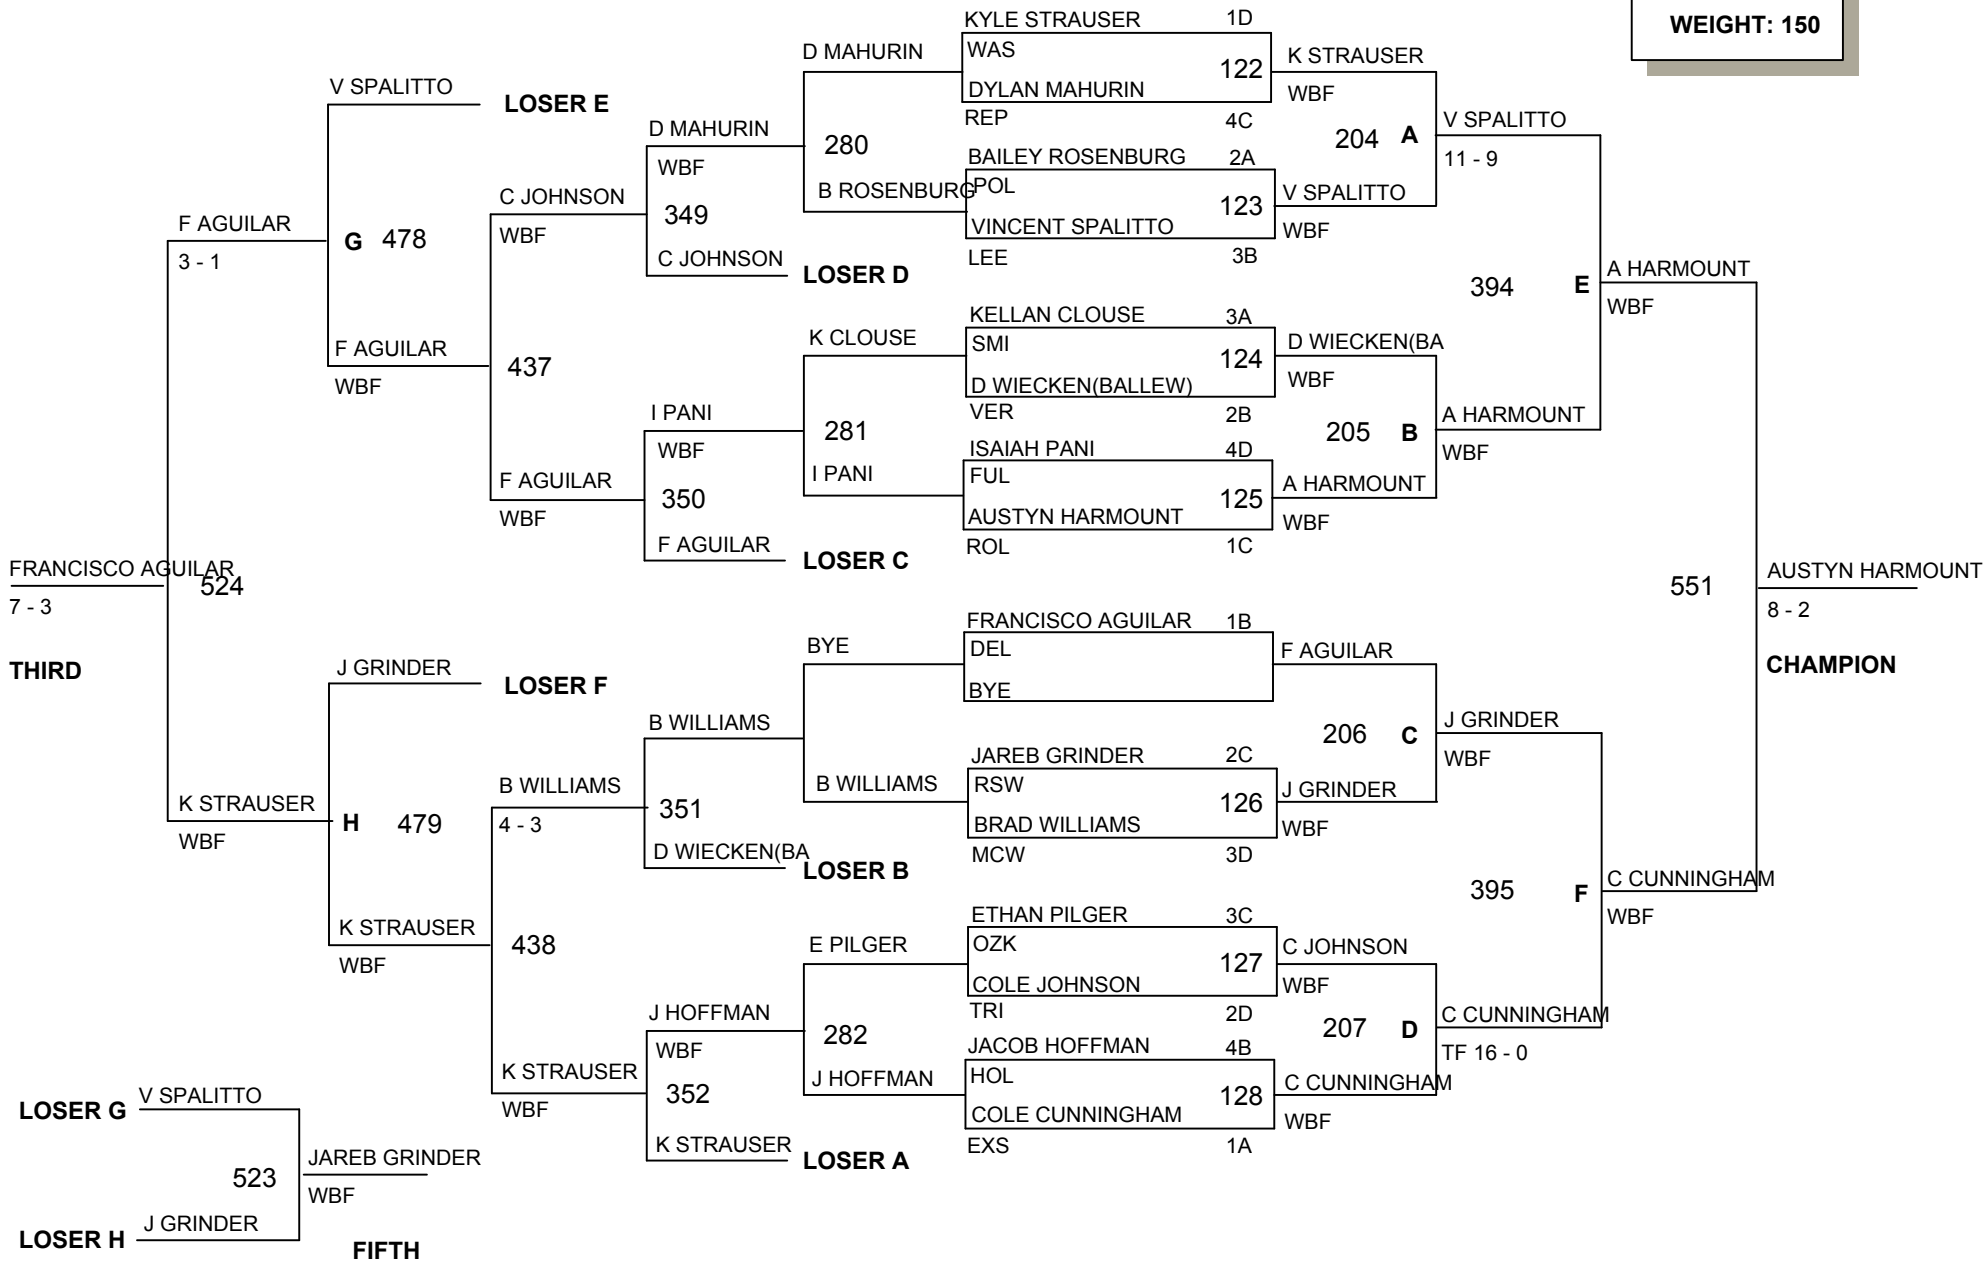 WEIGHT: 150
KYLE STRAUSER 1D
WAS
122
DYLAN MAHURIN
REP 4C
BAILEY ROSENBURG 2A
POL
123
VINCENT SPALITTO
LEE 3B
KELLAN CLOUSE 3A
SMI
124
D WIECKEN(BALLEW)
VER 2B
ISAIAH PANI 4D
FUL
125
AUSTYN HARMOUNT
ROL 1C
FRANCISCO AGUILAR 1B
DEL
BYE
JAREB GRINDER 2C
RSW
126
BRAD WILLIAMS
MCW 3D
ETHAN PILGER 3C
OZK
127
COLE JOHNSON
TRI 2D
JACOB HOFFMAN 4B
HOL
128
COLE CUNNINGHAM
EXS 1A
K STRAUSER
WBF
204 A
V SPALITTO
WBF
D WIECKEN(BA
WBF
205 B
A HARMOUNT
WBF
F AGUILAR
206 C
J GRINDER
WBF
C JOHNSON
WBF
207 D
C CUNNINGHAM
WBF
V SPALITTO
11 - 9
394 E
A HARMOUNT
WBF
J GRINDER
WBF
395 F
C CUNNINGHAM
TF 16 - 0
A HARMOUNT
WBF
551
C CUNNINGHAM
WBF
AUSTYN HARMOUNT
8 - 2
CHAMPION
D MAHURIN
280
B ROSENBURG
K CLOUSE
281
I PANI
BYE
B WILLIAMS
E PILGER
282
J HOFFMAN
D MAHURIN
WBF
349
C JOHNSON
LOSER D
I PANI
WBF
350
F AGUILAR
LOSER C
B WILLIAMS
351
D WIECKEN(BA
LOSER B
J HOFFMAN
WBF
352
K STRAUSER
LOSER A
C JOHNSON
WBF
437
F AGUILAR
WBF
B WILLIAMS
4 - 3
438
K STRAUSER
WBF
V SPALITTO
LOSER E
G 478
F AGUILAR
WBF
J GRINDER
LOSER F
H 479
K STRAUSER
WBF
F AGUILAR
3 - 1
524
K STRAUSER
WBF
FRANCISCO AGUILAR
7 - 3
THIRD
LOSER G
V SPALITTO
523
LOSER H
J GRINDER
JAREB GRINDER
WBF
FIFTH